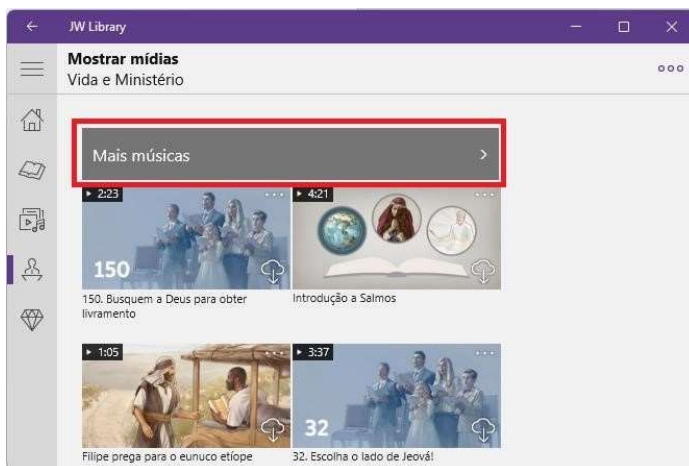 JW Library
Mostrar mídias
Vida e Ministério
Mais músicas
2:23
4:21
150
150. Busquem a Deus para obter
livramento
Introdução a Salmos
1:05
3:37
32
Filipe prega para o eunuco etíope
32. Escolha o lado de Jeová!